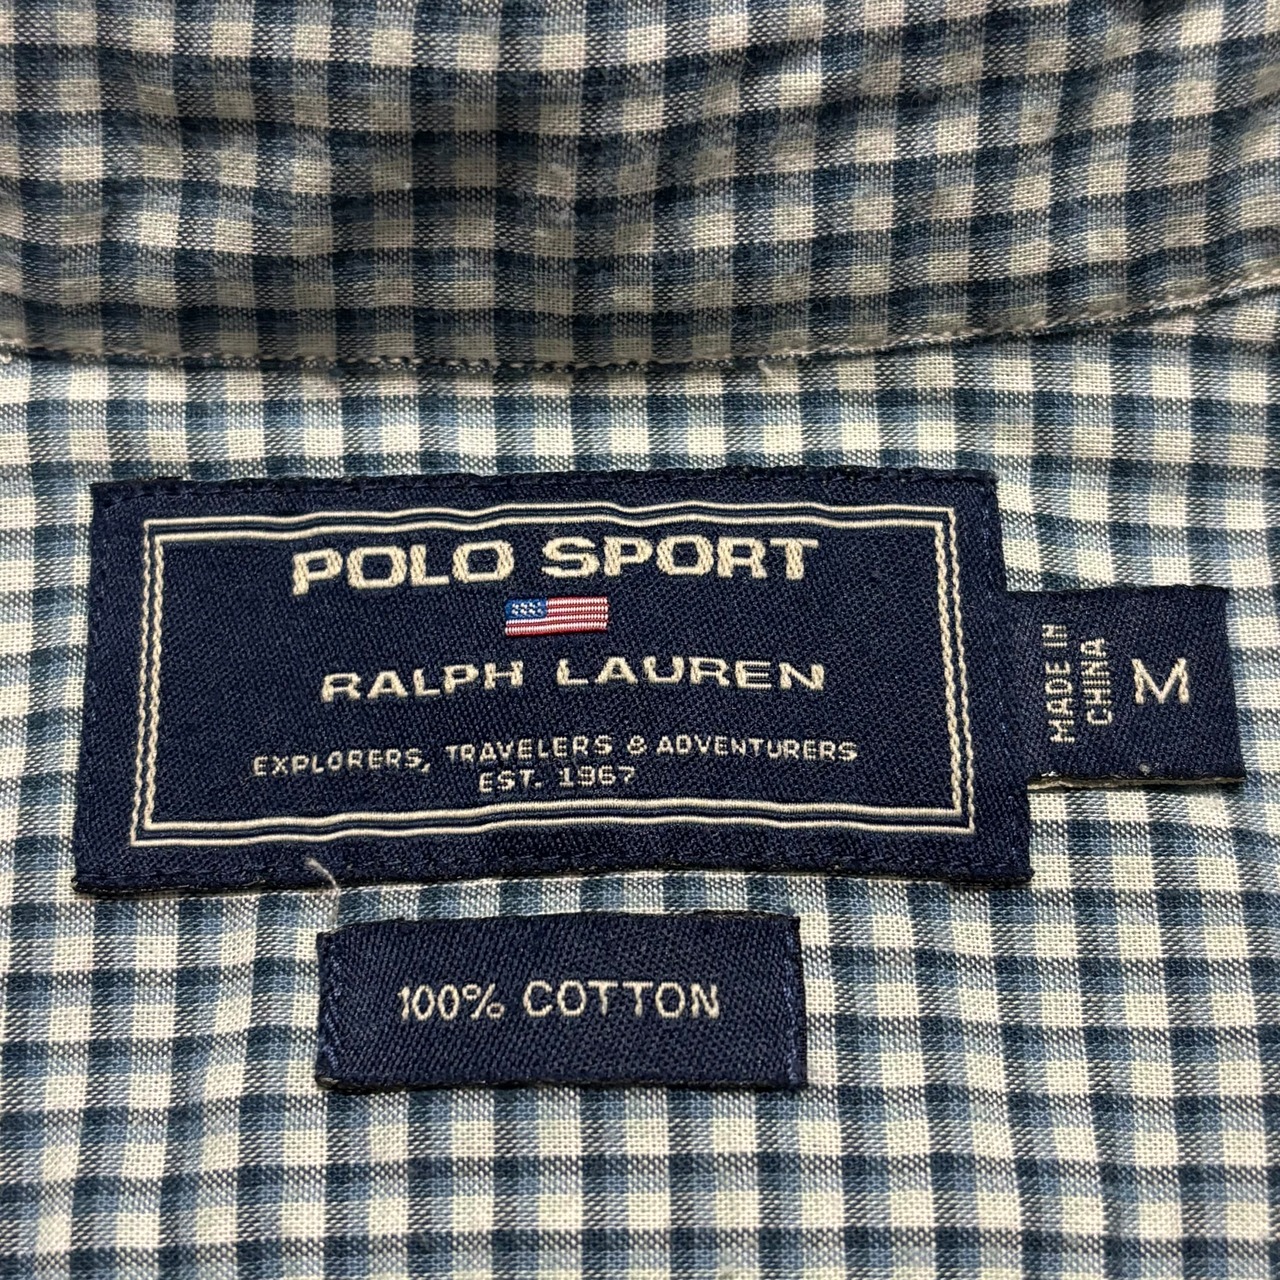 POLO SPORT
RALPH LAUREN
EXPLORERS, TRAVELERS & ADVENTURERS
EST. 1967
MADE IN
CHINA
M
100% COTTON